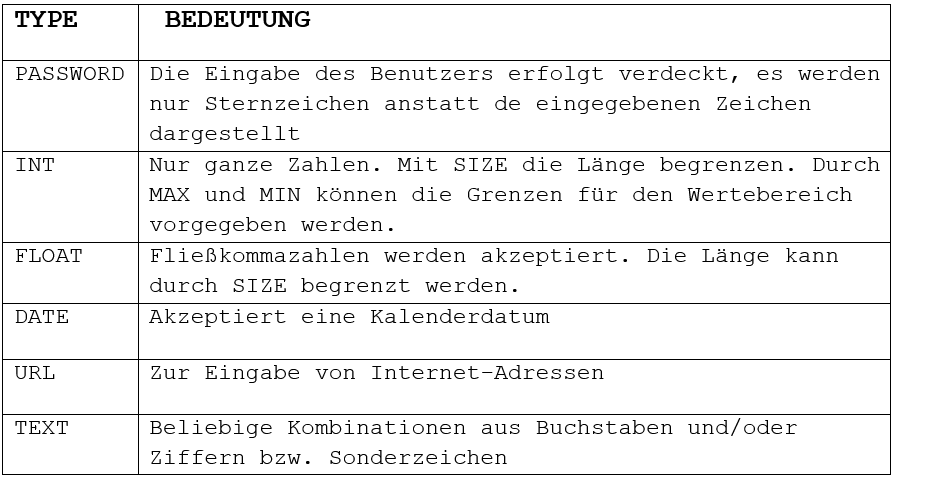 TYPE BEDEUTUNG
PASSWORD Die Eingabe des Benutzers erfolgt verdeckt, es werden
nur Sternzeichen anstatt de eingegebenen Zeichen
dargestellt
INT Nur ganze Zahlen. Mit SIZE die Länge begrenzen. Durch
MAX und MIN können die Grenzen für den Wertebereich
vorgegeben werden.
FLOAT Fließkommazahlen werden akzeptiert. Die Länge kann
durch SIZE begrenzt werden.
DATE Akzeptiert eine Kalenderdatum
URL Zur Eingabe von Internet-Adressen
TEXT Beliebige Kombinationen aus Buchstaben und/oder
Ziffern bzw. Sonderzeichen